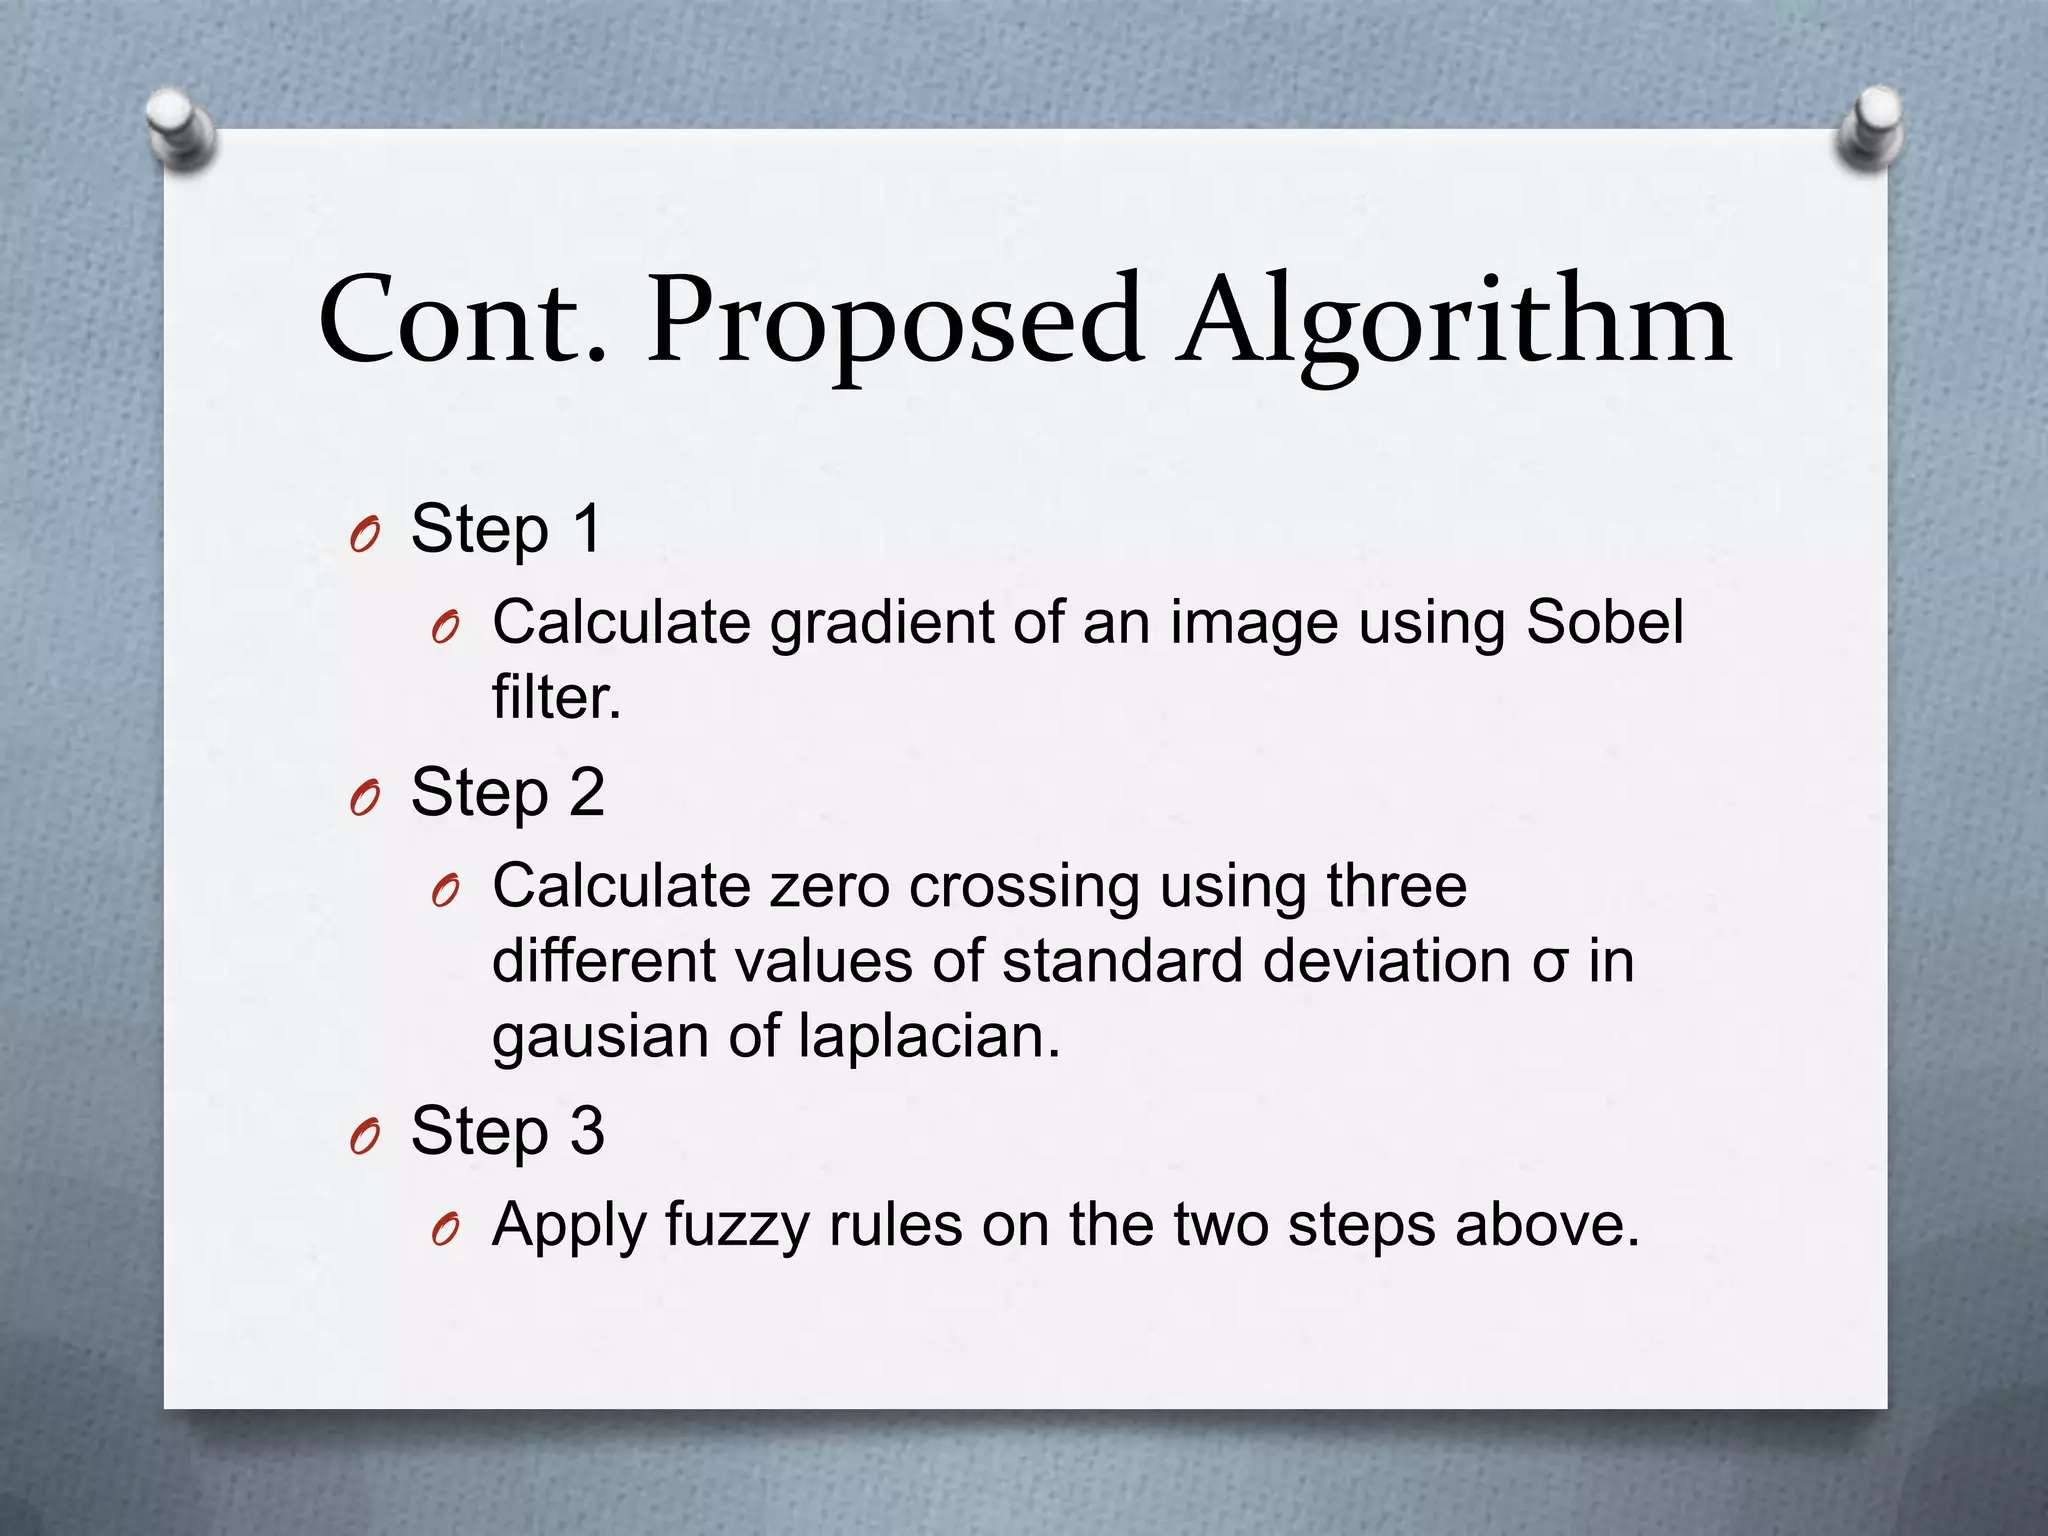 Cont. Proposed Algorithm
Step 1
Calculate gradient of an image using Sobel
filter.
Step 2
Calculate zero crossing using three
different values of standard deviation σ in
gausian of laplacian.
Step 3
Apply fuzzy rules on the two steps above.